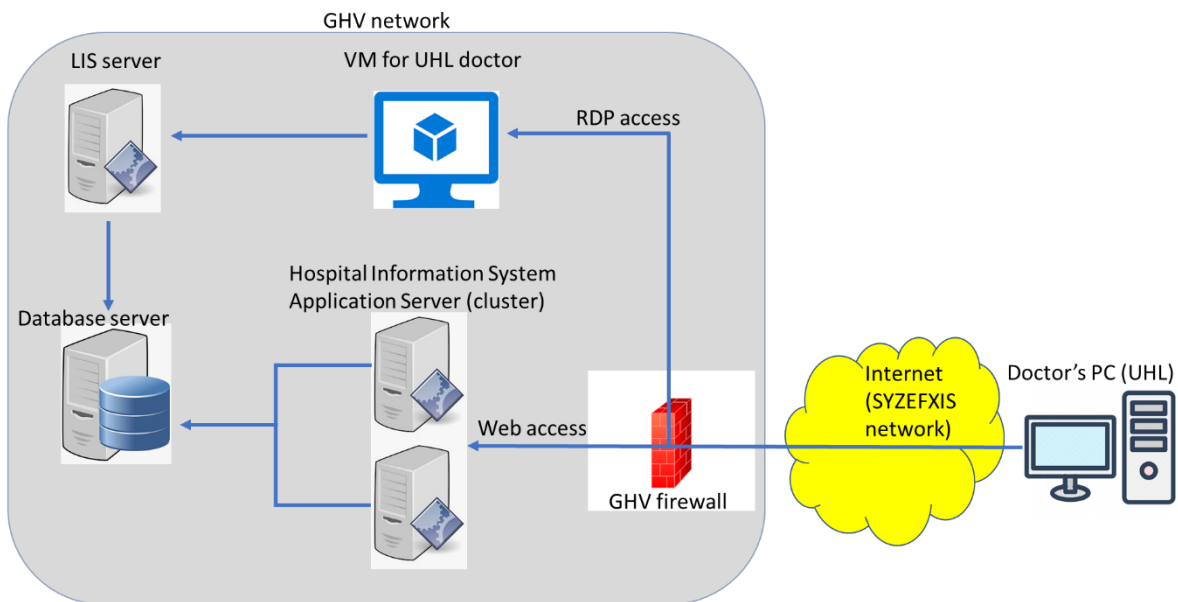 GHV network
LIS server
VM for UHL doctor
RDP access
Hospital Information System
Application Server (cluster)
Database server
Web access
GHV firewall
Internet
(SYZEFXIS
network)
Doctor's PC (UHL)